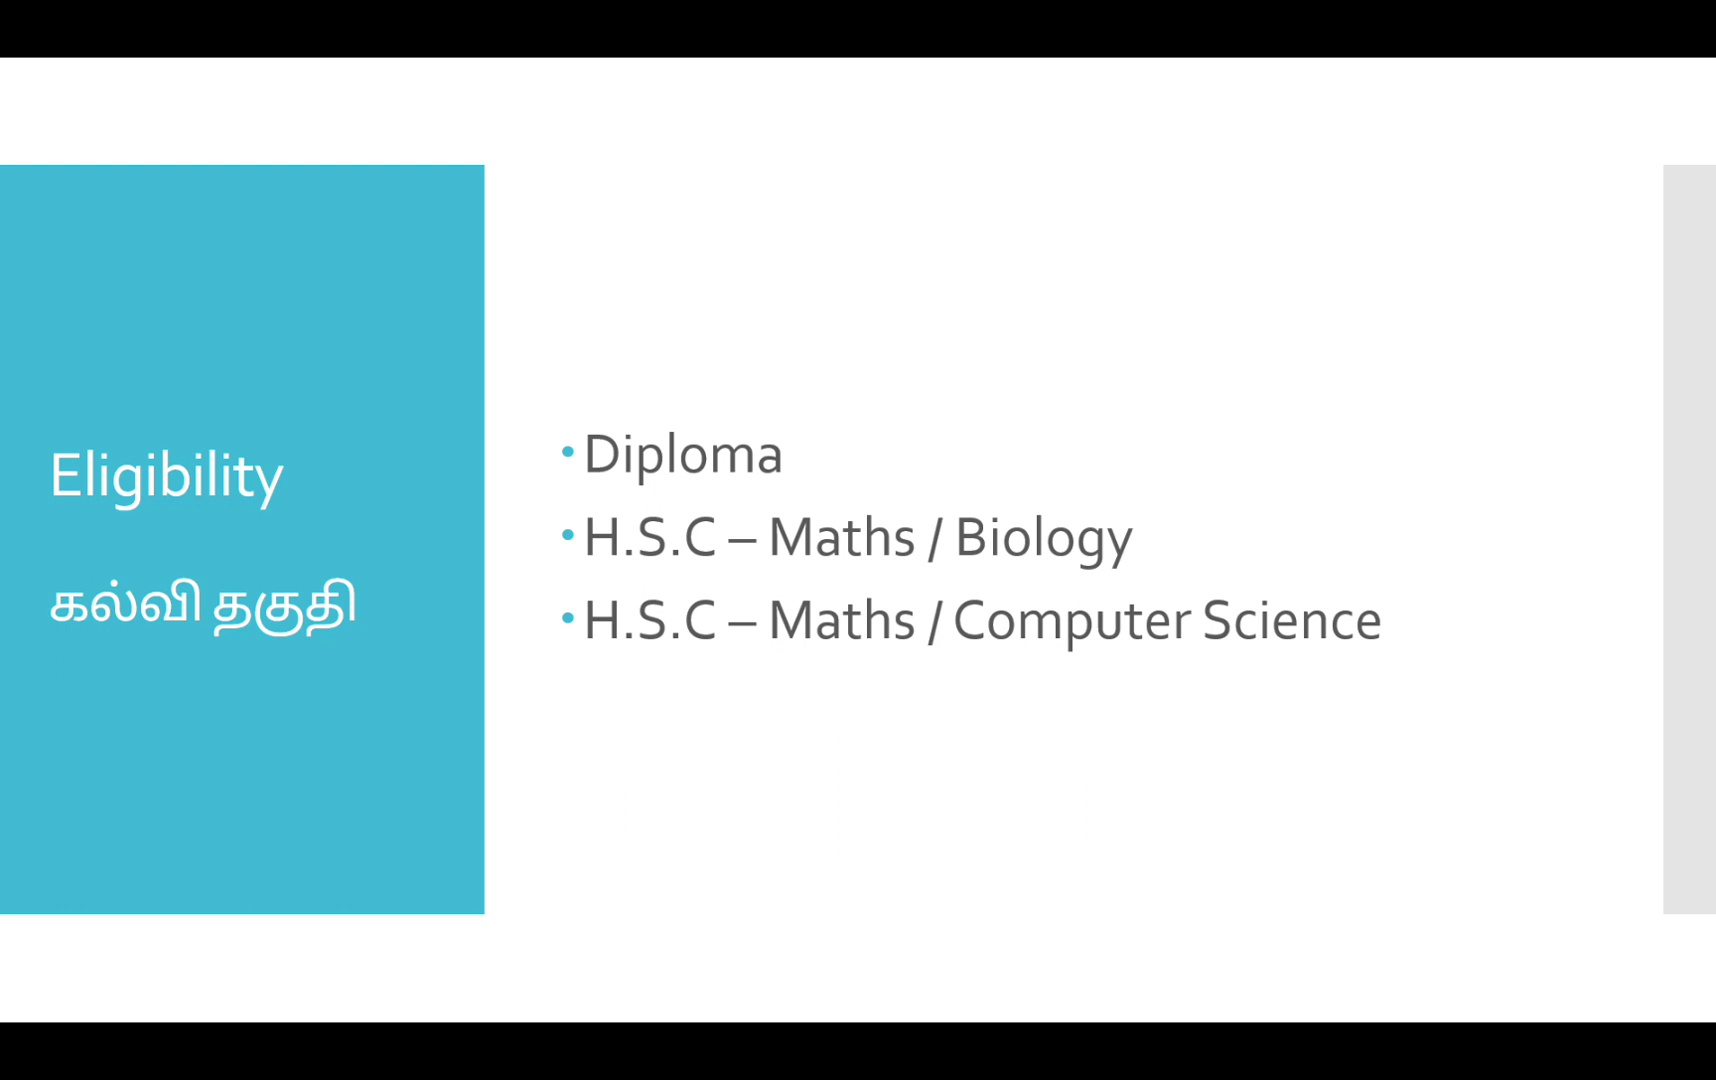 Eligibility
கல்வி தகுதி
• Diploma
• H.S.C – Maths / Biology
• H.S.C – Maths / Computer Science